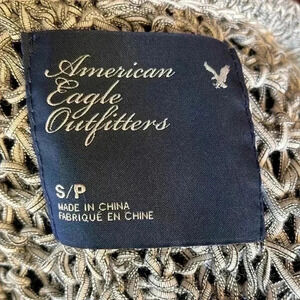 American
Eagle
Outfitters
S/P
MADE IN CHINA
FABRIQUÉ EN CHINE